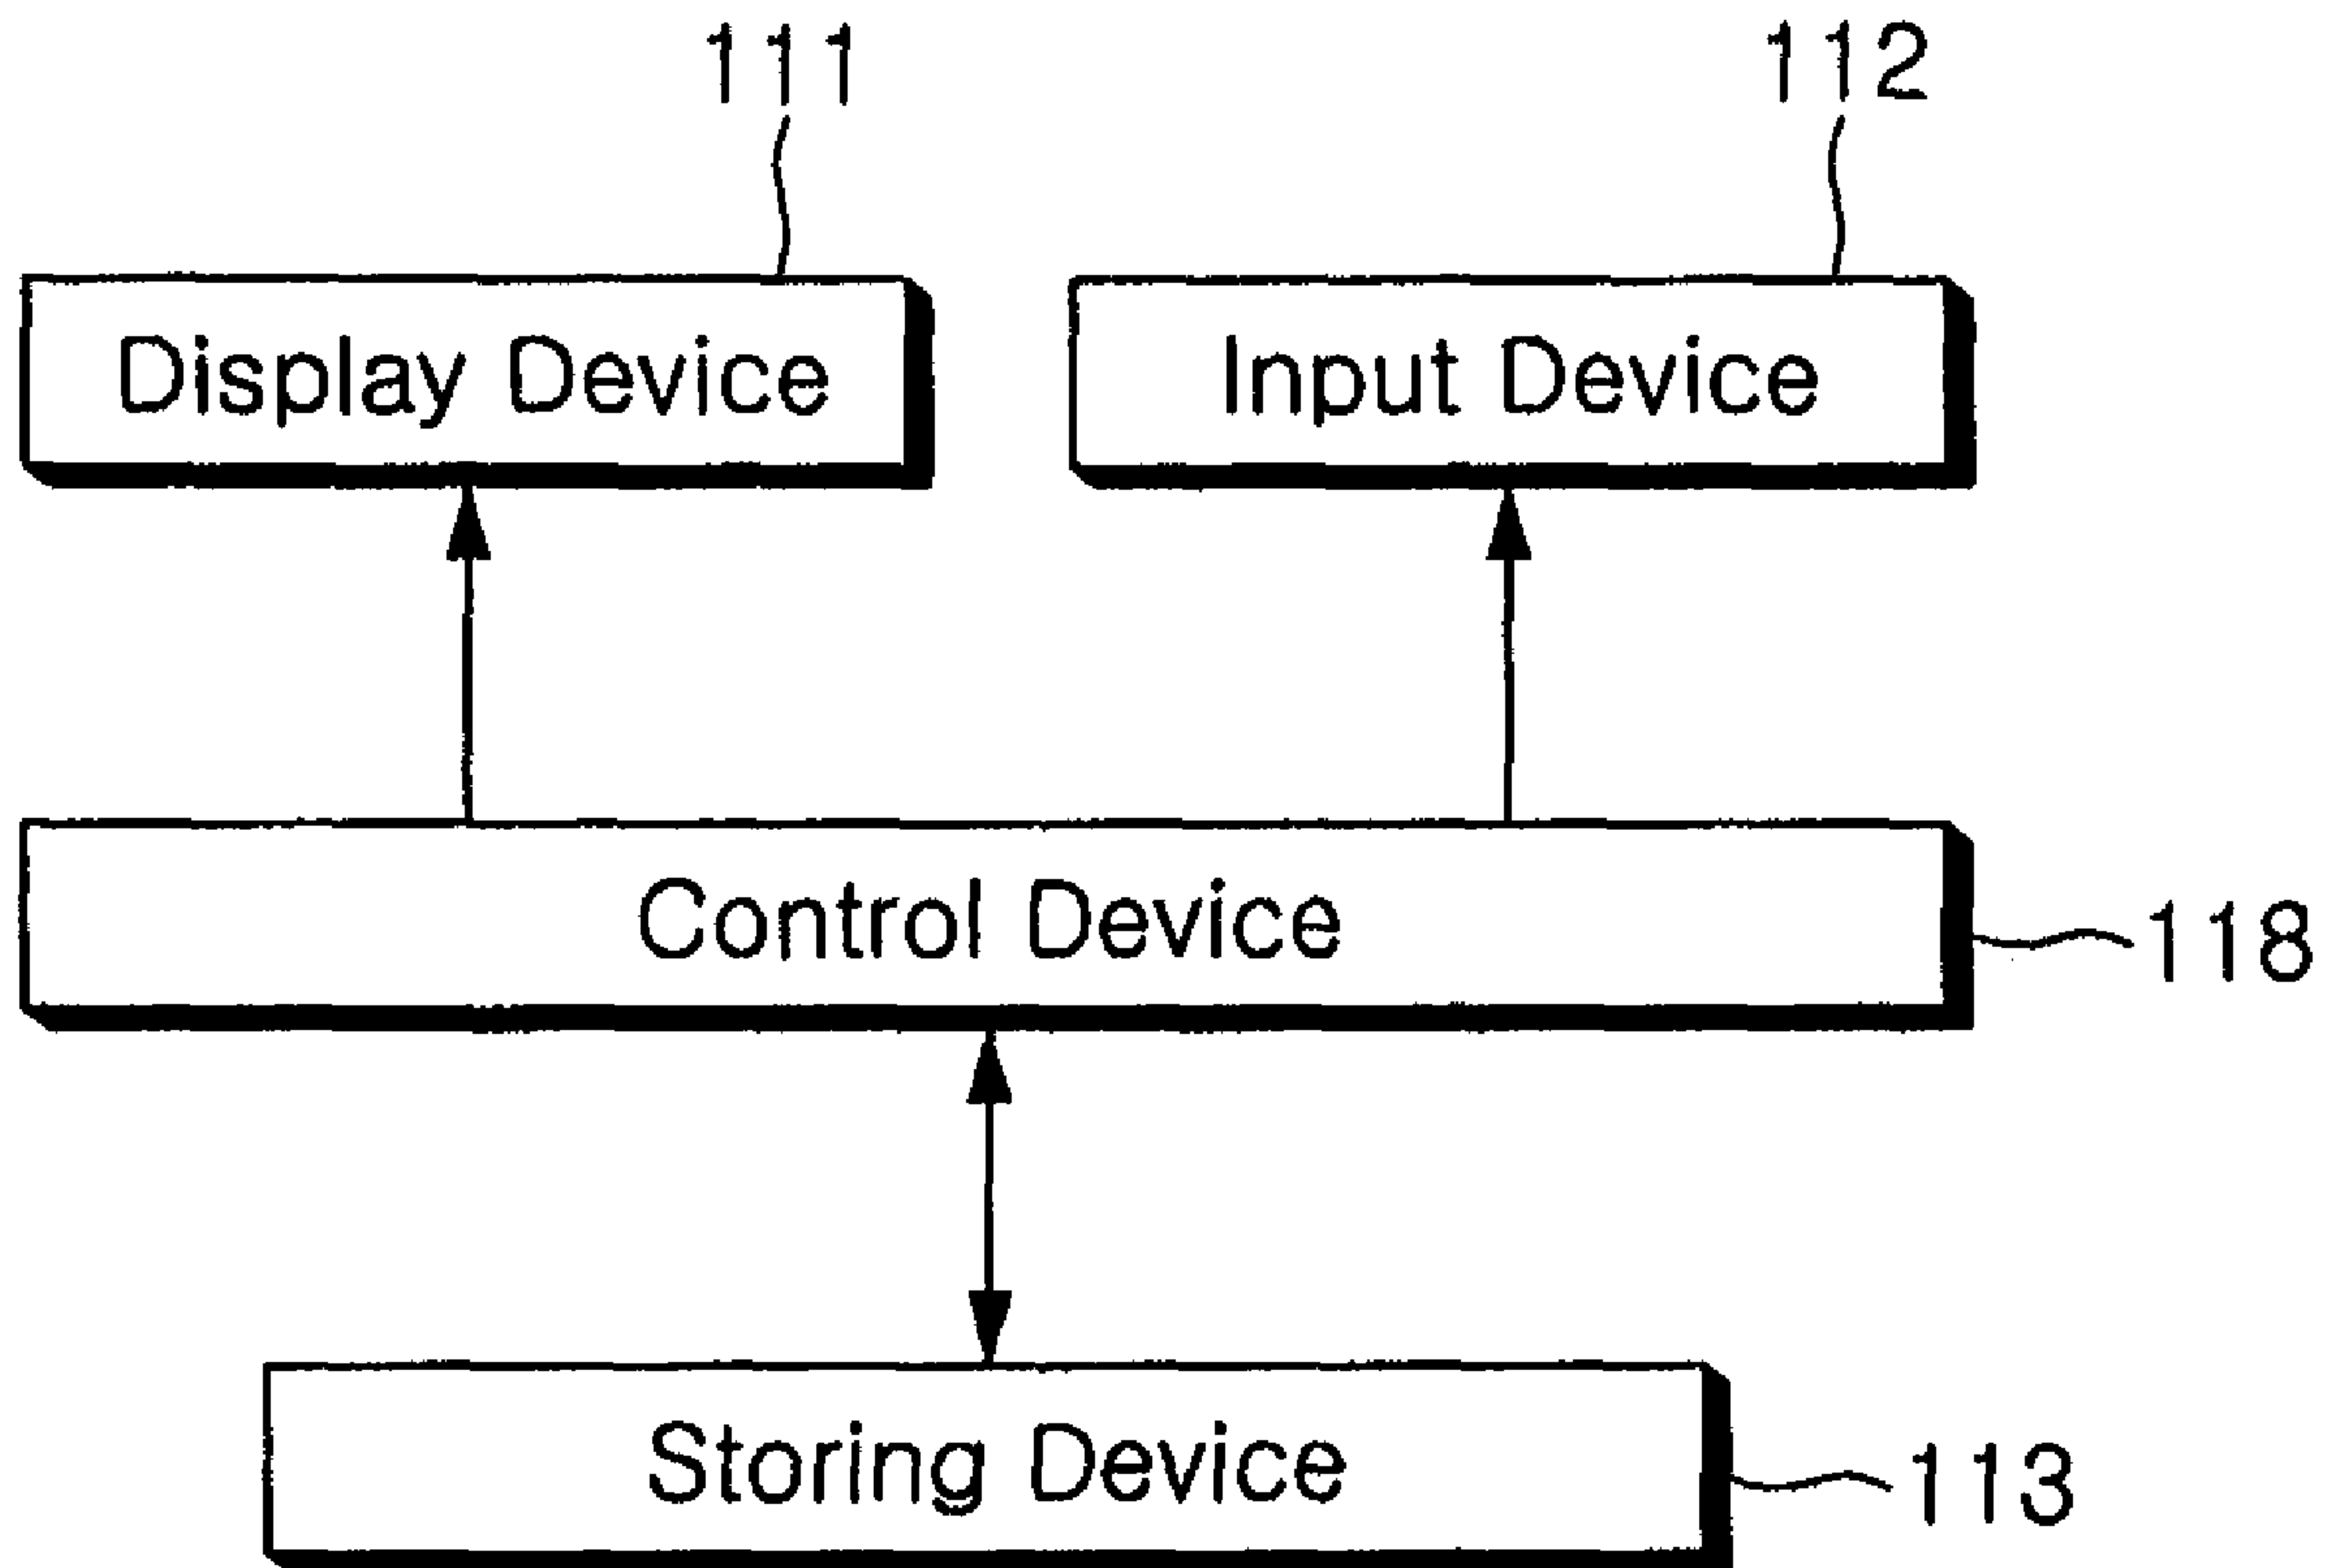 111
112
Display Device
Input Device
Control Device
118
Storing Device
113